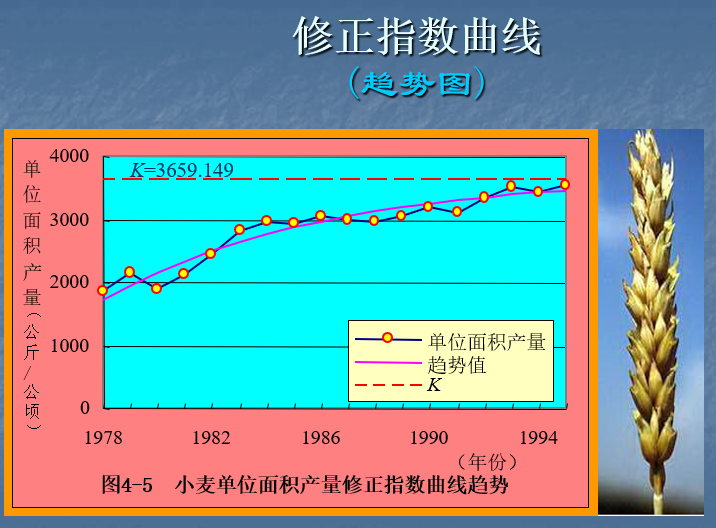 修正指数曲线
(趋势图)
单位面积产量(公斤/公顷)
4000
3000
2000
1000
0
K=3659.149
单位面积产量
趋势值
K
1978 1982 1986 1990 1994
(年份)
图4-5 小麦单位面积产量修正指数曲线趋势